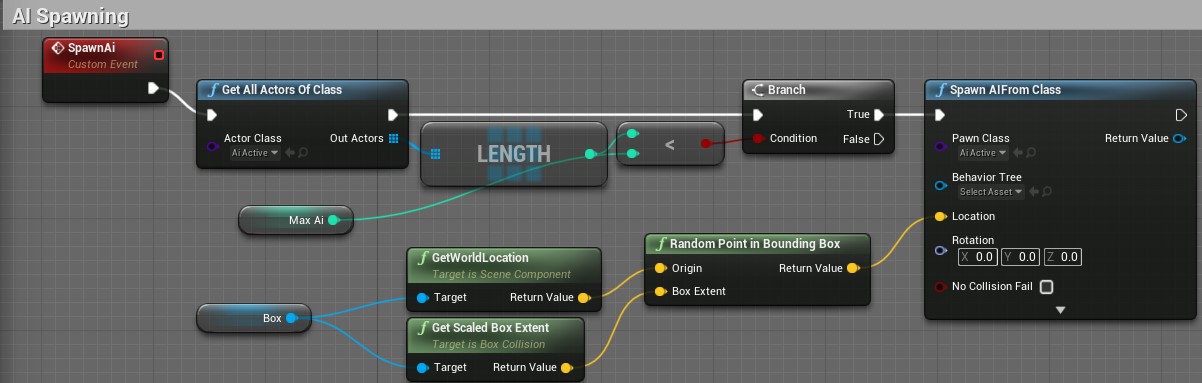 AI Spawning
SpawnAi
Custom Event
Get All Actors Of Class
Actor Class
Out Actors
Ai Active
LENGTH
<
Max Ai
Branch
True
Condition
False
Spawn AIFrom Class
Pawn Class
Return Value
Ai Active
Behavior Tree
Select Asset
Location
Rotation
X 0.0 Y 0.0 Z 0.0
No Collision Fail
Box
GetWorldLocation
Target is Scene Component
Target
Return Value
Get Scaled Box Extent
Target is Box Collision
Target
Return Value
Random Point in Bounding Box
Origin
Return Value
Box Extent